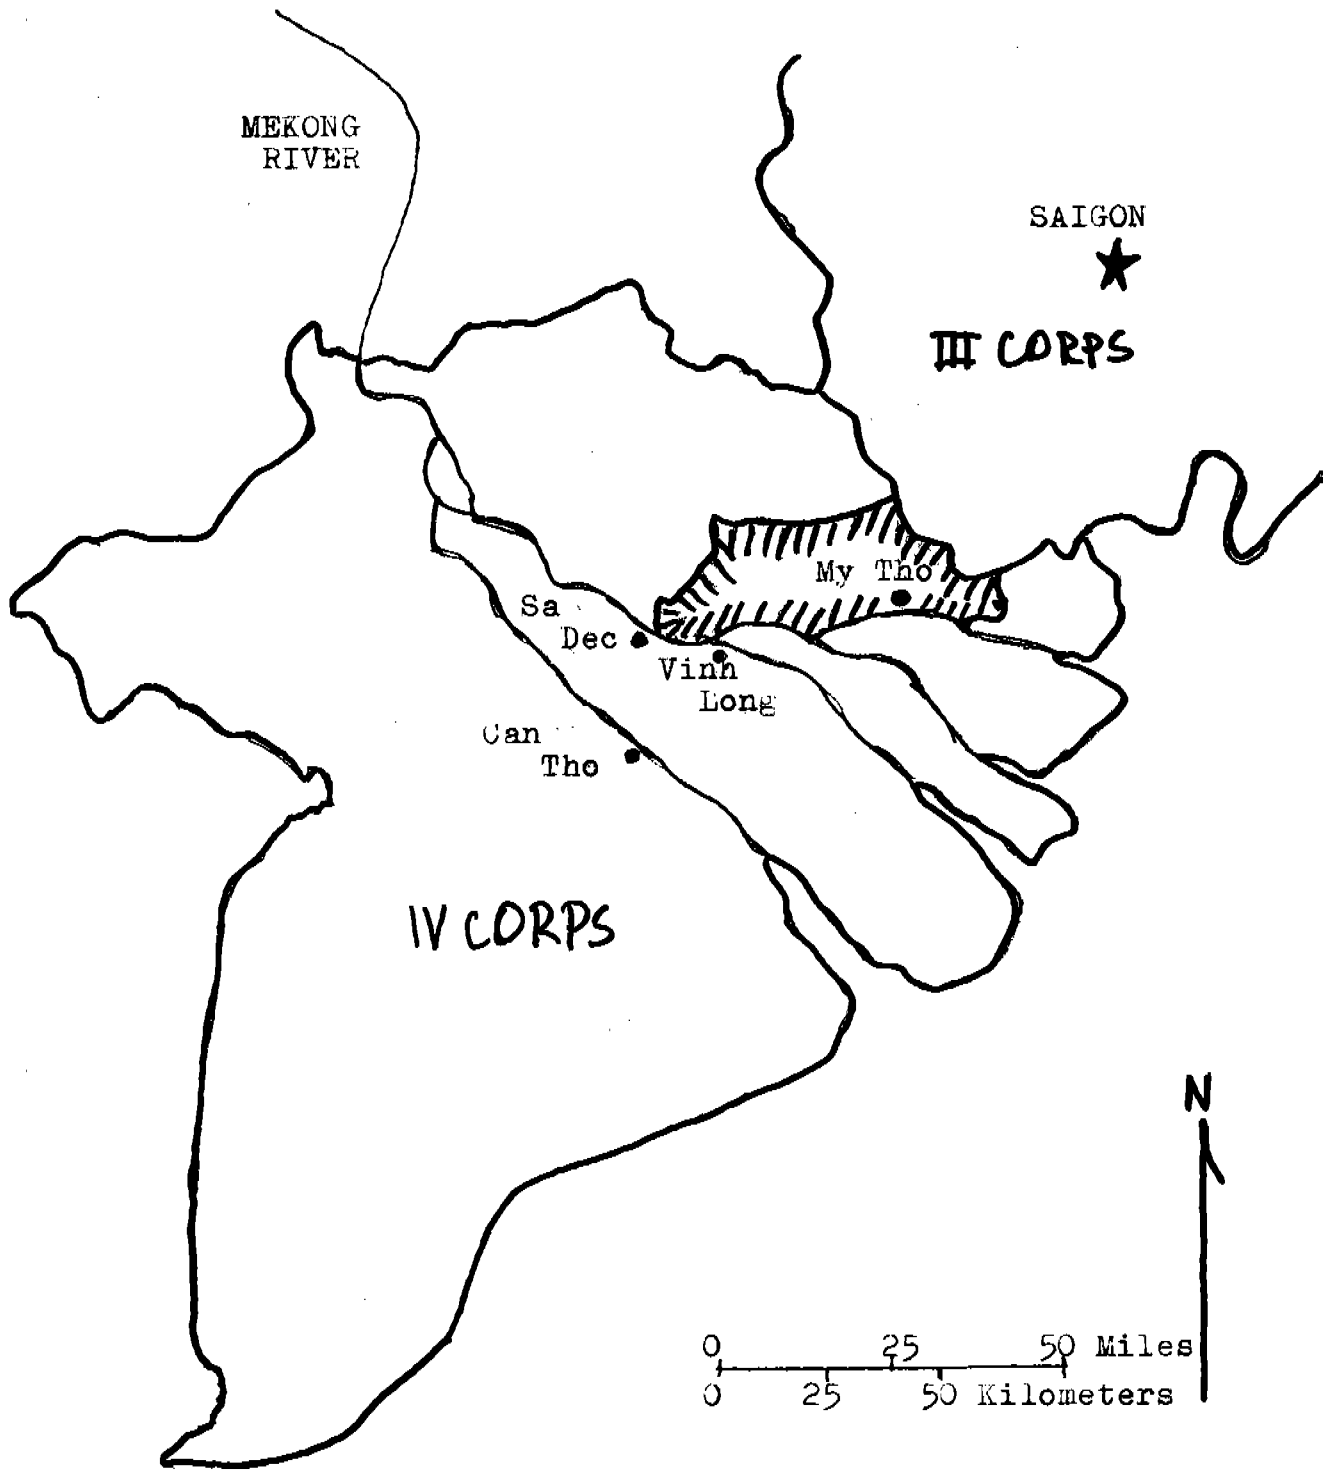 MEKONG
RIVER
SAIGON
III CORPS
My Tho
Sa
Dec
Vinh
Long
Can
Tho
IV CORPS
N
0 25 50 Miles
0 25 50 Kilometers